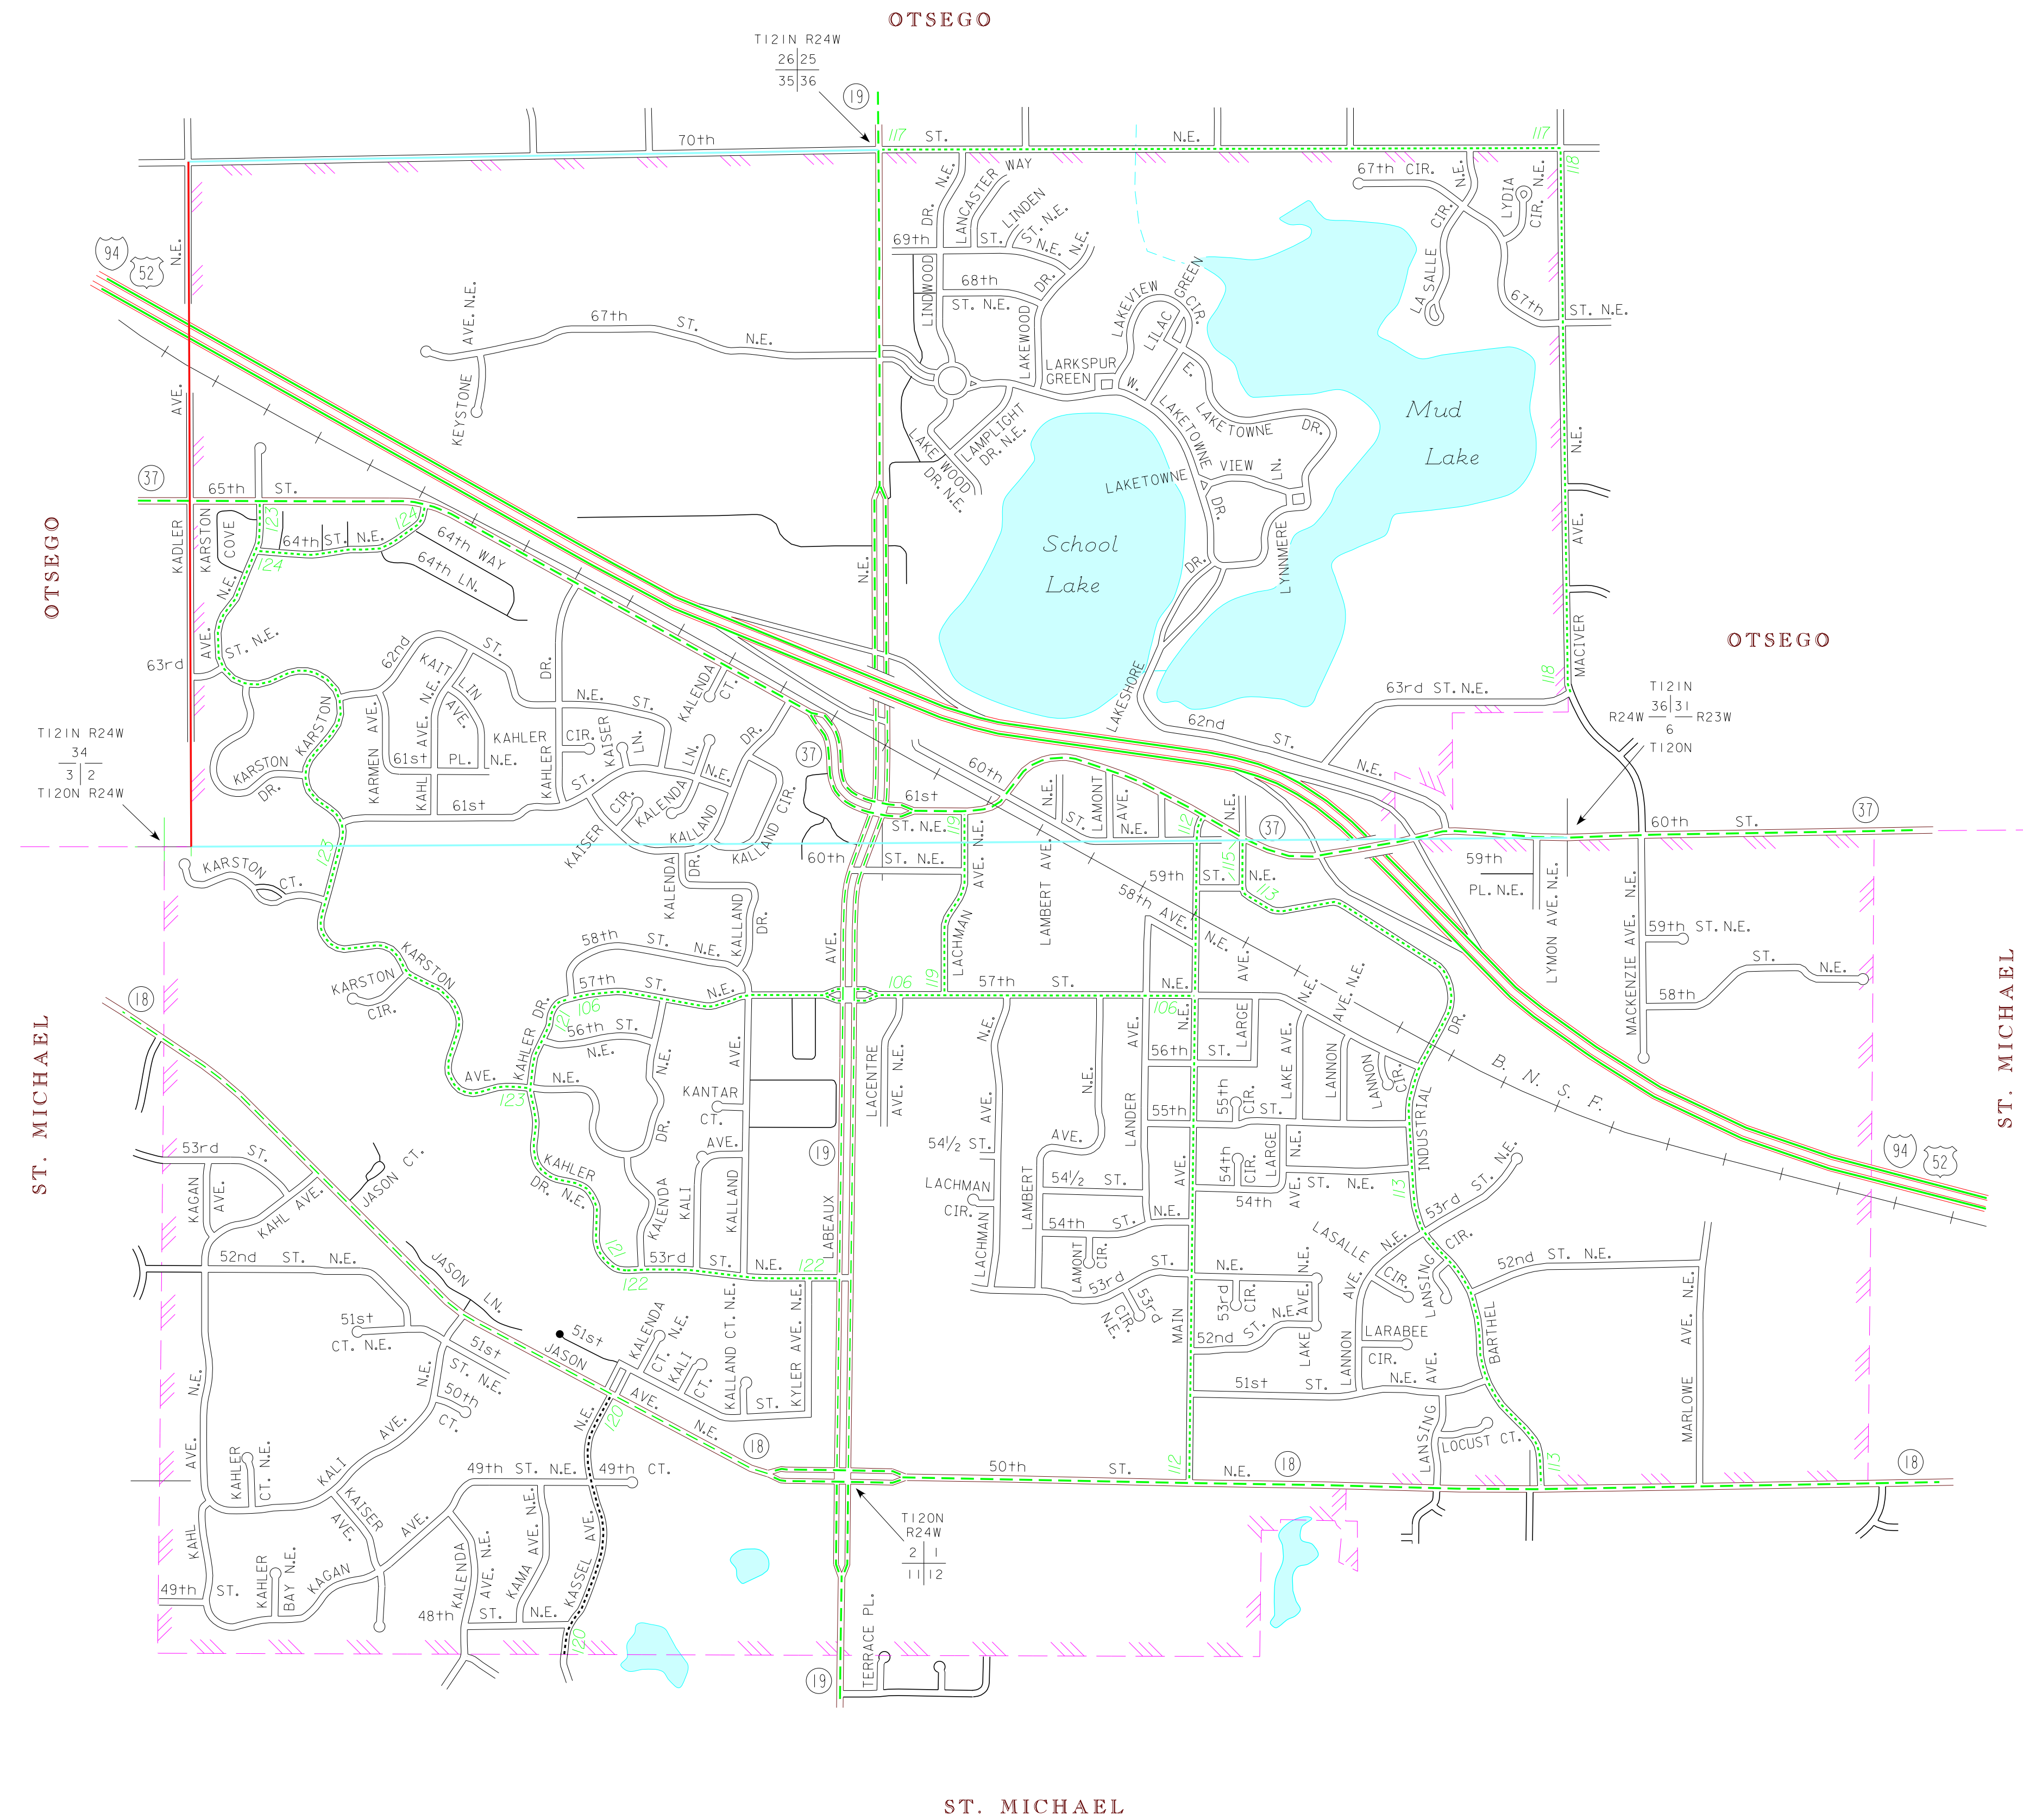 OTSEGO
T121N R24W
26 25
35 36
19
117 ST. N.E. 117
70th
118
67th CIR. N.E.
LYDIA CIR. N.E.
LA SALLE CIR.
67th ST. N.E.
LANCASTER WAY
LINDEN ST. N.E.
LINDWOOD DR. N.E.
69th ST. N.E.
68th ST. N.E.
LAKEWOOD DR. N.E.
LAKEVIEW CIR.
LILAC GREEN
LARKSPUR GREEN
W. LAKETOWNE DR.
E. LAKETOWNE DR.
LAKETOWNE VIEW LN.
LYNNMERE
LAMPLIGHT DR. N.E.
LAKEWOOD DR. N.E.
Mud Lake
School Lake
94
52
KEYSTONE AVE. N.E.
67th ST. N.E.
37
65th ST.
KADLER AVE. N.E.
KARSTON COVE
123
124
64th ST. N.E.
124
64th WAY
64th LN.
OTSEGO
63rd ST. N.E.
KARSTON AVE. N.E.
62nd ST. N.E. ST.
KAITLIN AVE.
KAHLER DR.
KALENDA CT.
KAISER LN.
KAHLER CIR.
61st PL. N.E.
KARMEN AVE.
KAHL AVE. N.E.
61st ST. N.E.
KARSTON DR.
KAISER CIR.
KALENDA LN.
KALLAND CIR.
KALLAND DR.
37
LAKESHORE DR.
62nd ST. N.E.
63rd ST. N.E.
MACIVER AVE. N.E.
118
OTSEGO
T121N
36 31
R24W R23W
6
T120N
T121N R24W
34
3 2
T120N R24W
KARSTON CT.
123
KALENDA DR.
KALLAND DR.
60th ST. N.E.
61st ST. N.E.
119
60th ST. N.E.
LAMONT AVE. N.E.
LAMBERT AVE. N.E.
LACHMAN AVE. N.E.
112
115
113
37
60th ST.
37
59th ST. N.E.
58th AVE. N.E.
59th PL. N.E.
LYMON AVE. N.E.
MACKENZIE AVE. N.E.
59th ST. N.E.
58th ST. N.E.
18
KARSTON CIR.
KARSTON AVE. N.E.
58th ST. N.E.
57th ST. N.E.
106
121
56th ST. N.E.
KAHLER DR.
123
106
119
57th ST. N.E.
106
LACENTRE AVE. N.E.
LABEAUX AVE. N.E.
19
KANTAR CT.
KALLAND AVE.
KALI AVE.
KALENDA DR. N.E.
KAHLER DR. N.E.
121
122
53rd ST. N.E.
122
56th ST.
LARGE AVE.
LAKE AVE. N.E.
LANNON AVE. N.E.
LANNON CIR.
B. N. S. F.
INDUSTRIAL DR.
LANDER AVE.
55th ST.
55th CIR.
54th CIR.
54th ST. N.E.
LARGE AVE. N.E.
113
LAMBERT AVE. N.E.
54½ ST.
54½ ST.
54th ST. N.E.
LACHMAN CIR.
LACHMAN AVE. N.E.
LAMONT CIR.
53rd ST. N.E.
53rd CIR. N.E.
53rd CIR.
MAIN AVE. N.E.
52nd ST. N.E.
LAKE AVE. N.E.
LASALLE CIR.
LANSING CIR.
LANNON AVE. N.E.
LARABEE CIR.
53rd ST. N.E.
52nd ST. N.E.
BARTHEL
51st ST. N.E.
LANSING AVE.
LOCUST CT.
113
MARLOWE AVE. N.E.
94
52
ST. MICHAEL
ST. MICHAEL
53rd ST.
KAGAN AVE.
KAHL AVE.
JASON CT.
52nd ST. N.E.
JASON LN.
51st CT. N.E.
51st ST. N.E.
50th CT.
51st
JASON AVE. N.E.
KALENDA CT. N.E.
KALI CT.
KALLAND CT. N.E.
KYLER AVE. N.E.
ST.
120
18
50th ST. N.E.
112
18
18
KAHL AVE. N.E.
KAHLER CT. N.E.
KALI AVE. N.E.
KAISER AVE.
49th ST. N.E.
49th CT.
49th ST.
KAHLER BAY N.E.
KAGAN AVE.
KALENDA AVE. N.E.
KAMA AVE. N.E.
KASSEL AVE. N.E.
48th ST. N.E.
120
T120N
R24W
2 1
11 12
19
TERRACE PL.
ST. MICHAEL